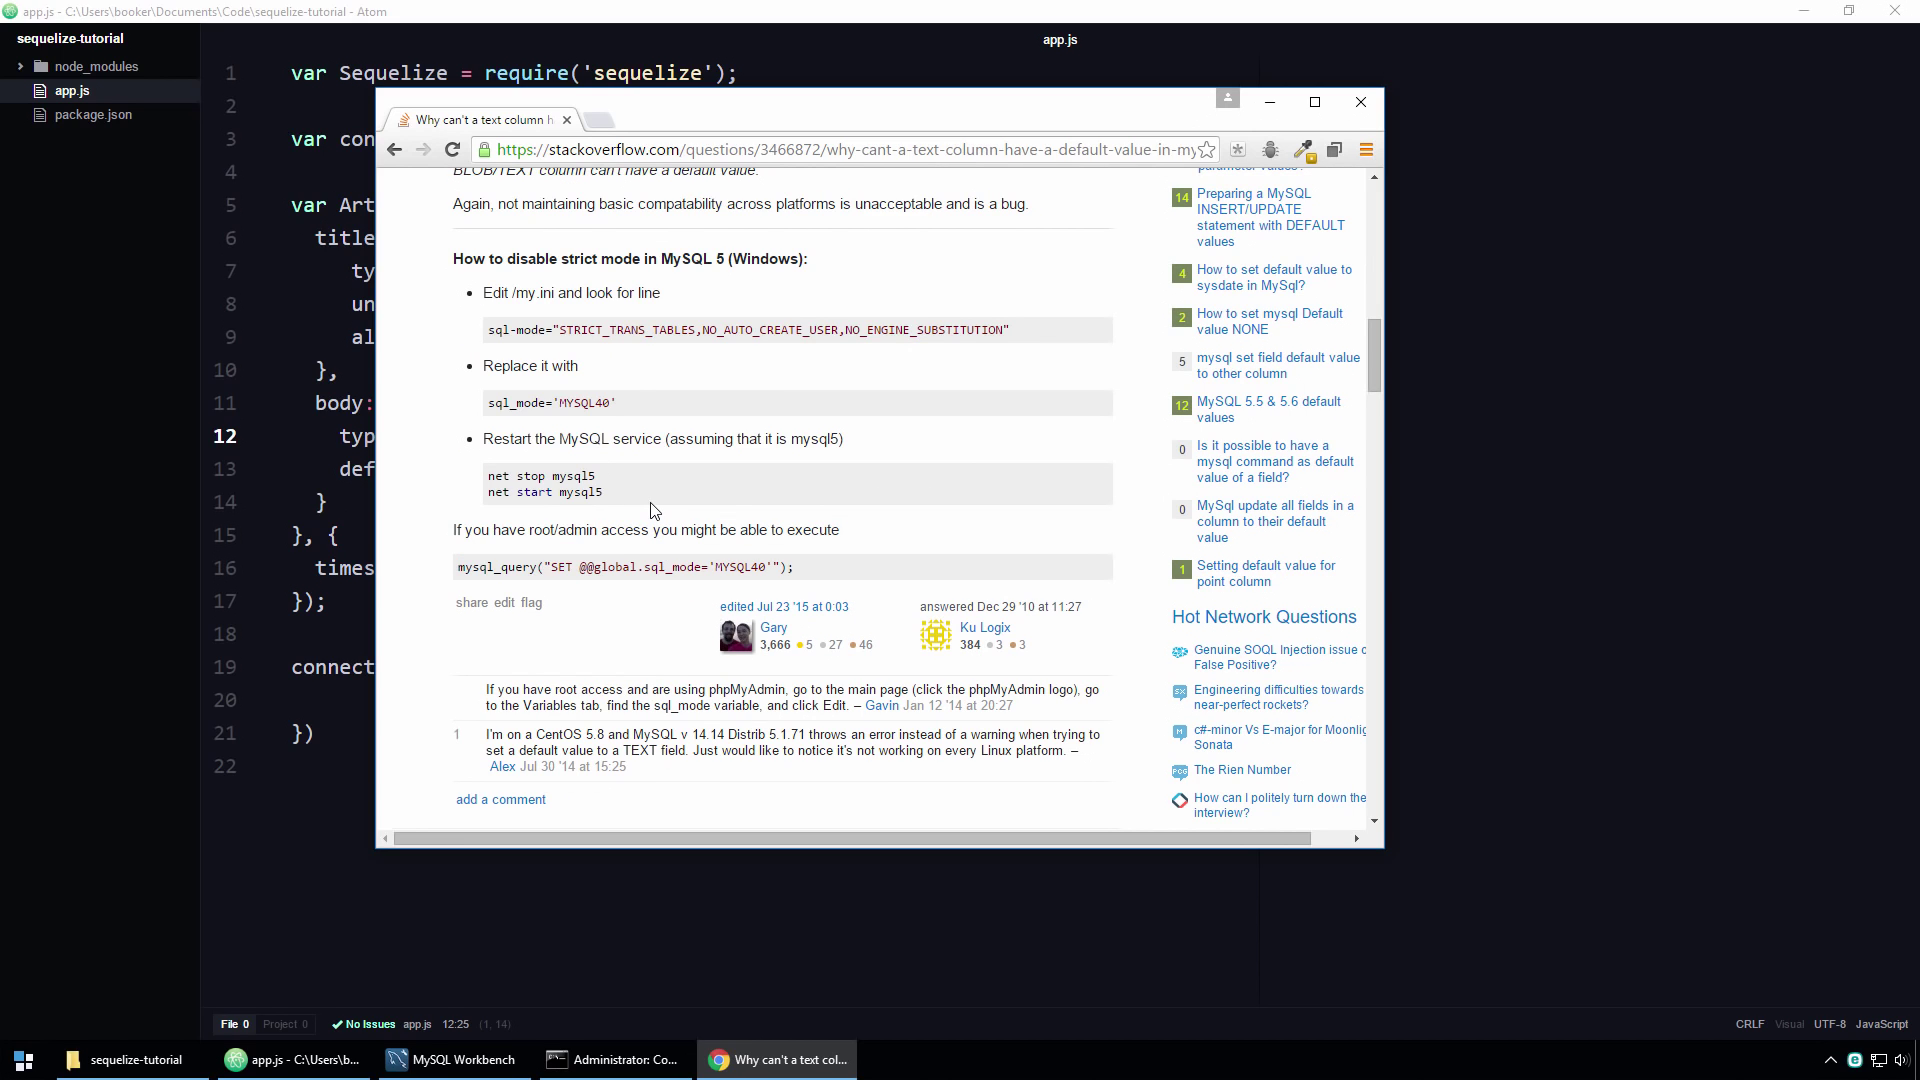 app.js - C:\Users\booker\Documents\Code\sequelize-tutorial - Atom
sequelize-tutorial
node_modules
app.js
package.json
app.js
1 var Sequelize = require('sequelize');
2
3 var con
4
5 var Art
6 title
7 ty
8 un
9 al
10 },
11 body:
12 typ
13 def
14 }
15 }, {
16 times
17 });
18
19 connect
20
21 })
22
Why can't a text column h
https://stackoverflow.com/questions/3466872/why-cant-a-text-column-have-a-default-value-in-my
BLOB/TEXT column can't have a default value.
Again, not maintaining basic compatability across platforms is unacceptable and is a bug.
How to disable strict mode in MySQL 5 (Windows):
• Edit /my.ini and look for line
sql-mode="STRICT_TRANS_TABLES,NO_AUTO_CREATE_USER,NO_ENGINE_SUBSTITUTION"
• Replace it with
sql_mode='MYSQL40'
• Restart the MySQL service (assuming that it is mysql5)
net stop mysql5
net start mysql5
If you have root/admin access you might be able to execute
mysql_query("SET @@global.sql_mode='MYSQL40'");
share edit flag
edited Jul 23 '15 at 0:03
Gary
3,666 5 27 46
answered Dec 29 '10 at 11:27
Ku Logix
384 3 3
If you have root access and are using phpMyAdmin, go to the main page (click the phpMyAdmin logo), go
to the Variables tab, find the sql_mode variable, and click Edit. – Gavin Jan 12 '14 at 20:27
1 I'm on a CentOS 5.8 and MySQL v 14.14 Distrib 5.1.71 throws an error instead of a warning when trying to
set a default value to a TEXT field. Just would like to notice it's not working on every Linux platform. –
Alex Jul 30 '14 at 15:25
add a comment
parameter values?
14 Preparing a MySQL
INSERT/UPDATE
statement with DEFAULT
values
4 How to set default value to
sysdate in MySql?
2 How to set mysql Default
value NONE
5 mysql set field default value
to other column
12 MySQL 5.5 & 5.6 default
values
0 Is it possible to have a
mysql command as default
value of a field?
0 MySql update all fields in a
column to their default
value
1 Setting default value for
point column
Hot Network Questions
Genuine SOQL Injection issue o
False Positive?
Engineering difficulties towards
near-perfect rockets?
c#-minor Vs E-major for Moonlig
Sonata
The Rien Number
How can I politely turn down the
interview?
File 0 Project 0 No Issues app.js 12:25 (1, 14)
CRLF Visual UTF-8 JavaScript
sequelize-tutorial
app.js - C:\Users\b...
MySQL Workbench
Administrator: Co...
Why can't a text col...